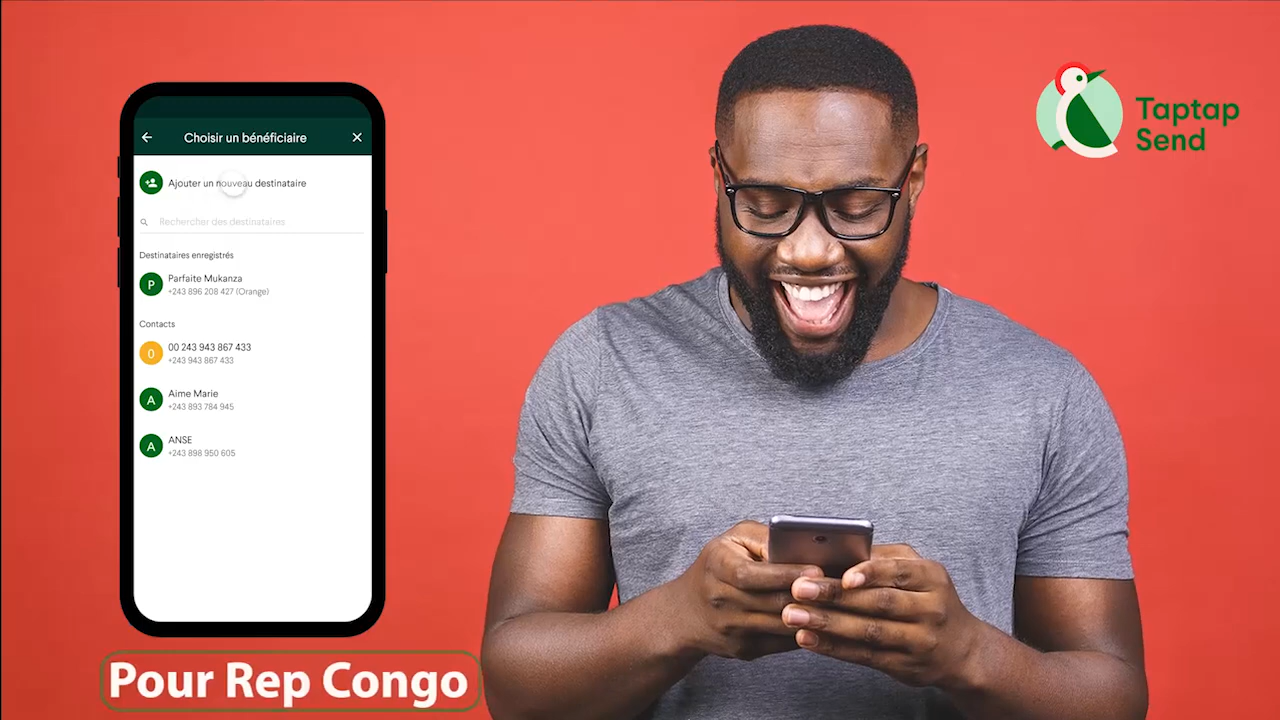 Choisir un bénéficiaire
Ajouter un nouveau destinataire
Rechercher des destinataires
Destinataires enregistrés
P
Parfaite Mukanza
+243 896 208 427 (Orange)
Contacts
0
00 243 943 867 433
+243 943 867 433
A
Aime Marie
+243 893 784 945
A
ANSE
+243 898 950 605
Pour Rep Congo
Taptap
Send